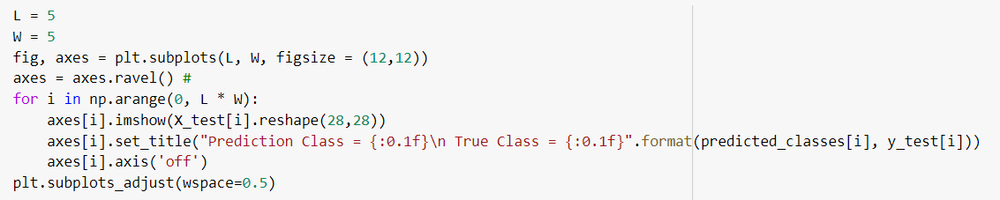 L = 5
W = 5
fig, axes = plt.subplots(L, W, figsize = (12,12))
axes = axes.ravel() #
for i in np.arange(0, L * W):
    axes[i].imshow(X_test[i].reshape(28,28))
    axes[i].set_title("Prediction Class = {:0.1f}\n True Class = {:0.1f}".format(predicted_classes[i], y_test[i]))
    axes[i].axis('off')
plt.subplots_adjust(wspace=0.5)